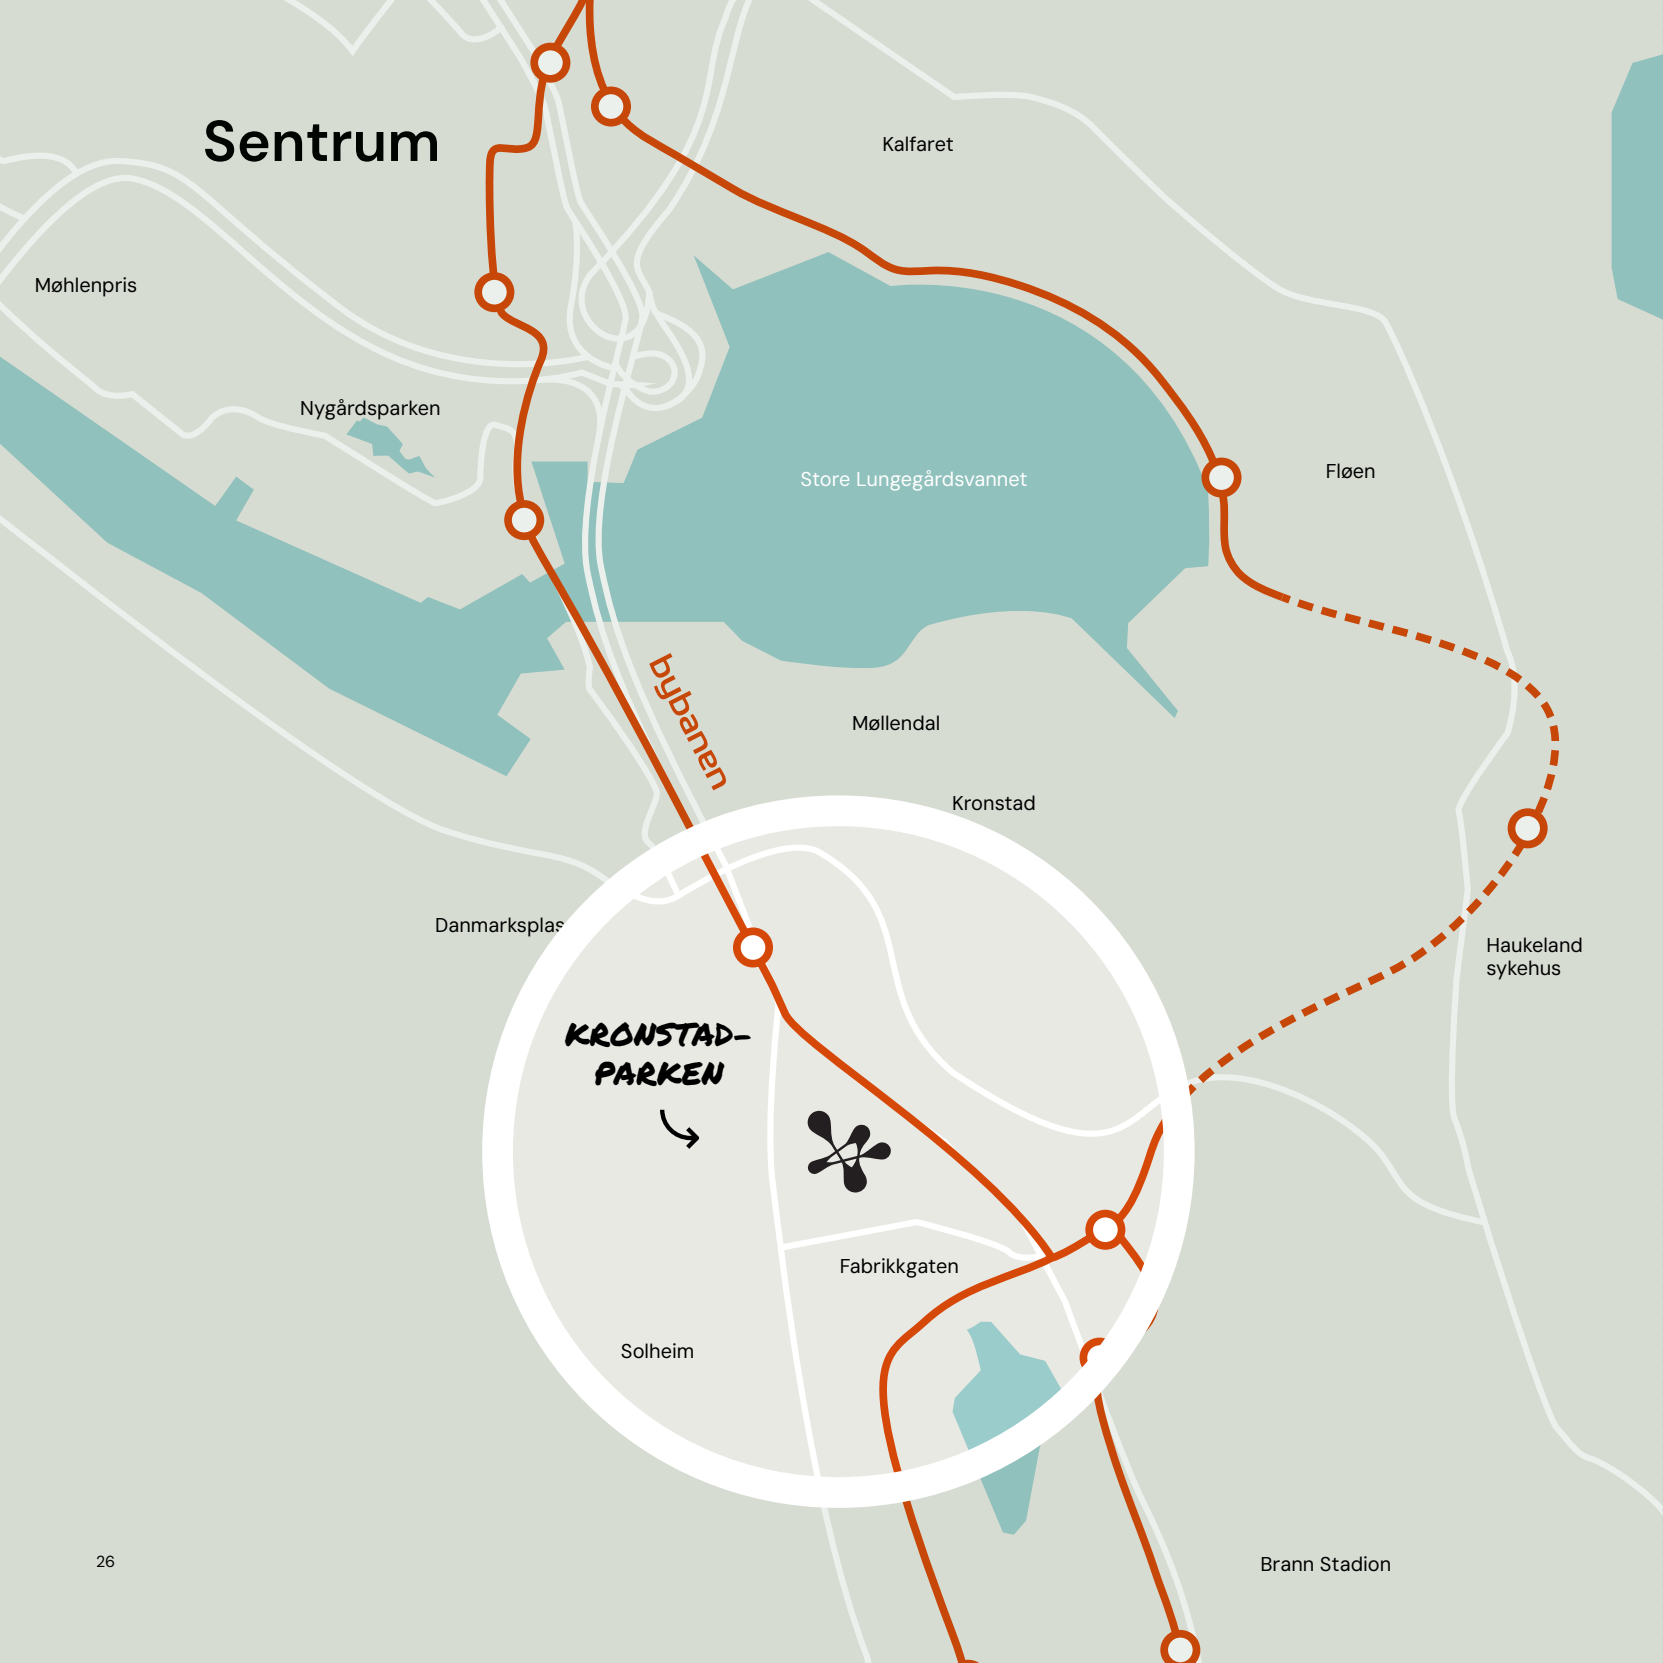 Sentrum
Kalfaret
Møhlenpris
Nygårdsparken
Store Lungegårdsvannet
Fløen
bybanen
Møllendal
Kronstad
Danmarksplas
Haukeland
sykehus
KRONSTAD-
PARKEN
Fabrikkgaten
Solheim
26
Brann Stadion